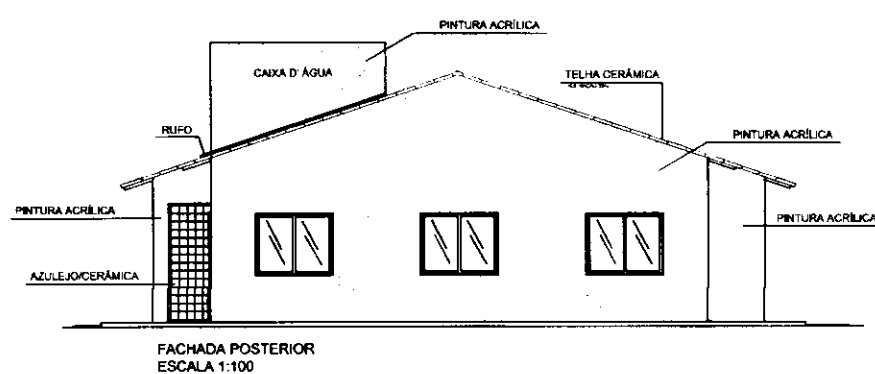 PINTURA ACRÍLICA
CAIXA D' ÁGUA
TELHA CERÂMICA
RUFO
PINTURA ACRÍLICA
PINTURA ACRÍLICA
PINTURA ACRÍLICA
AZULEJO/CERÂMICA
FACHADA POSTERIOR
ESCALA 1:100